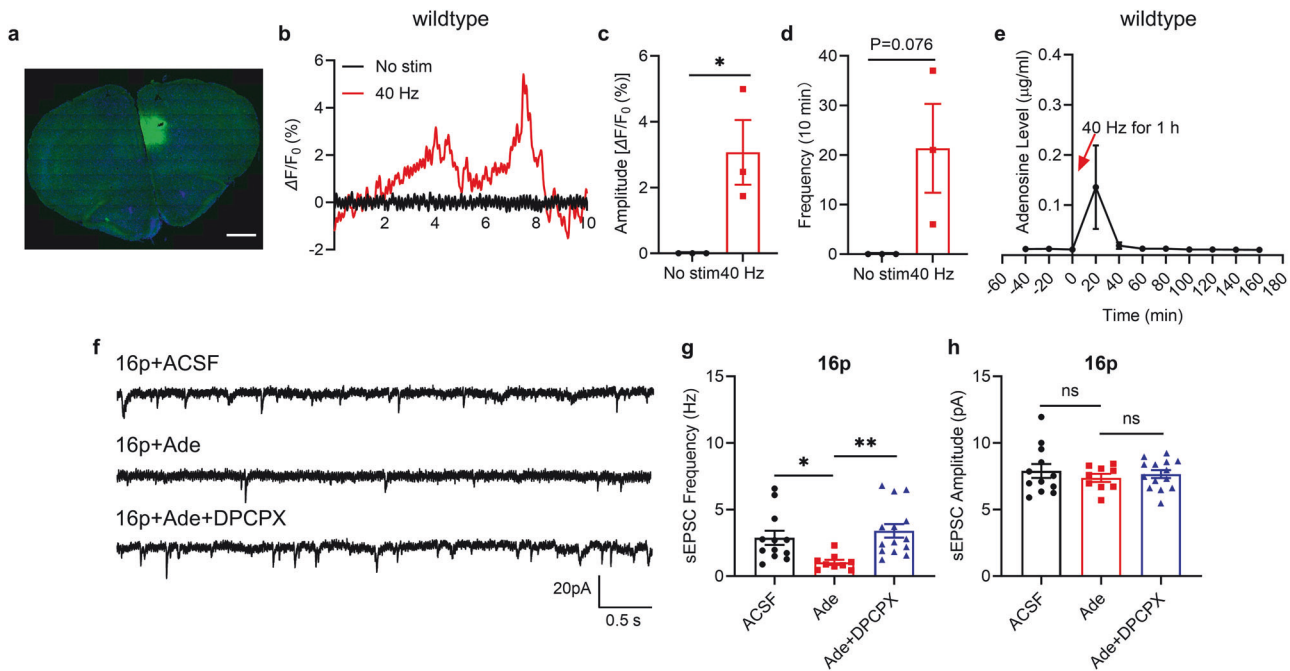 wildtype
wildtype
a
b
No stim
40 Hz
ΔF/F₀ (%)
6
4
2
0
-2
2
4
6
8
10
c
Amplitude [ΔF/F₀ (%)]
6
4
2
0
*
No stim 40 Hz
d
P=0.076
Frequency (10 min)
40
30
20
10
0
No stim 40 Hz
e
Adenosine Level (µg/ml)
0.4
0.3
0.2
0.1
40 Hz for 1 h
-60
-40
-20
0
20
40
60
80
100
120
140
160
180
Time (min)
f
16p+ACSF
16p+Ade
16p+Ade+DPCPX
20pA
0.5 s
g
16p
sEPSC Frequency (Hz)
15
10
5
0
*
**
ACSF
Ade
Ade+DPCPX
h
16p
sEPSC Amplitude (pA)
15
10
5
0
ns
ns
ACSF
Ade
Ade+DPCPX